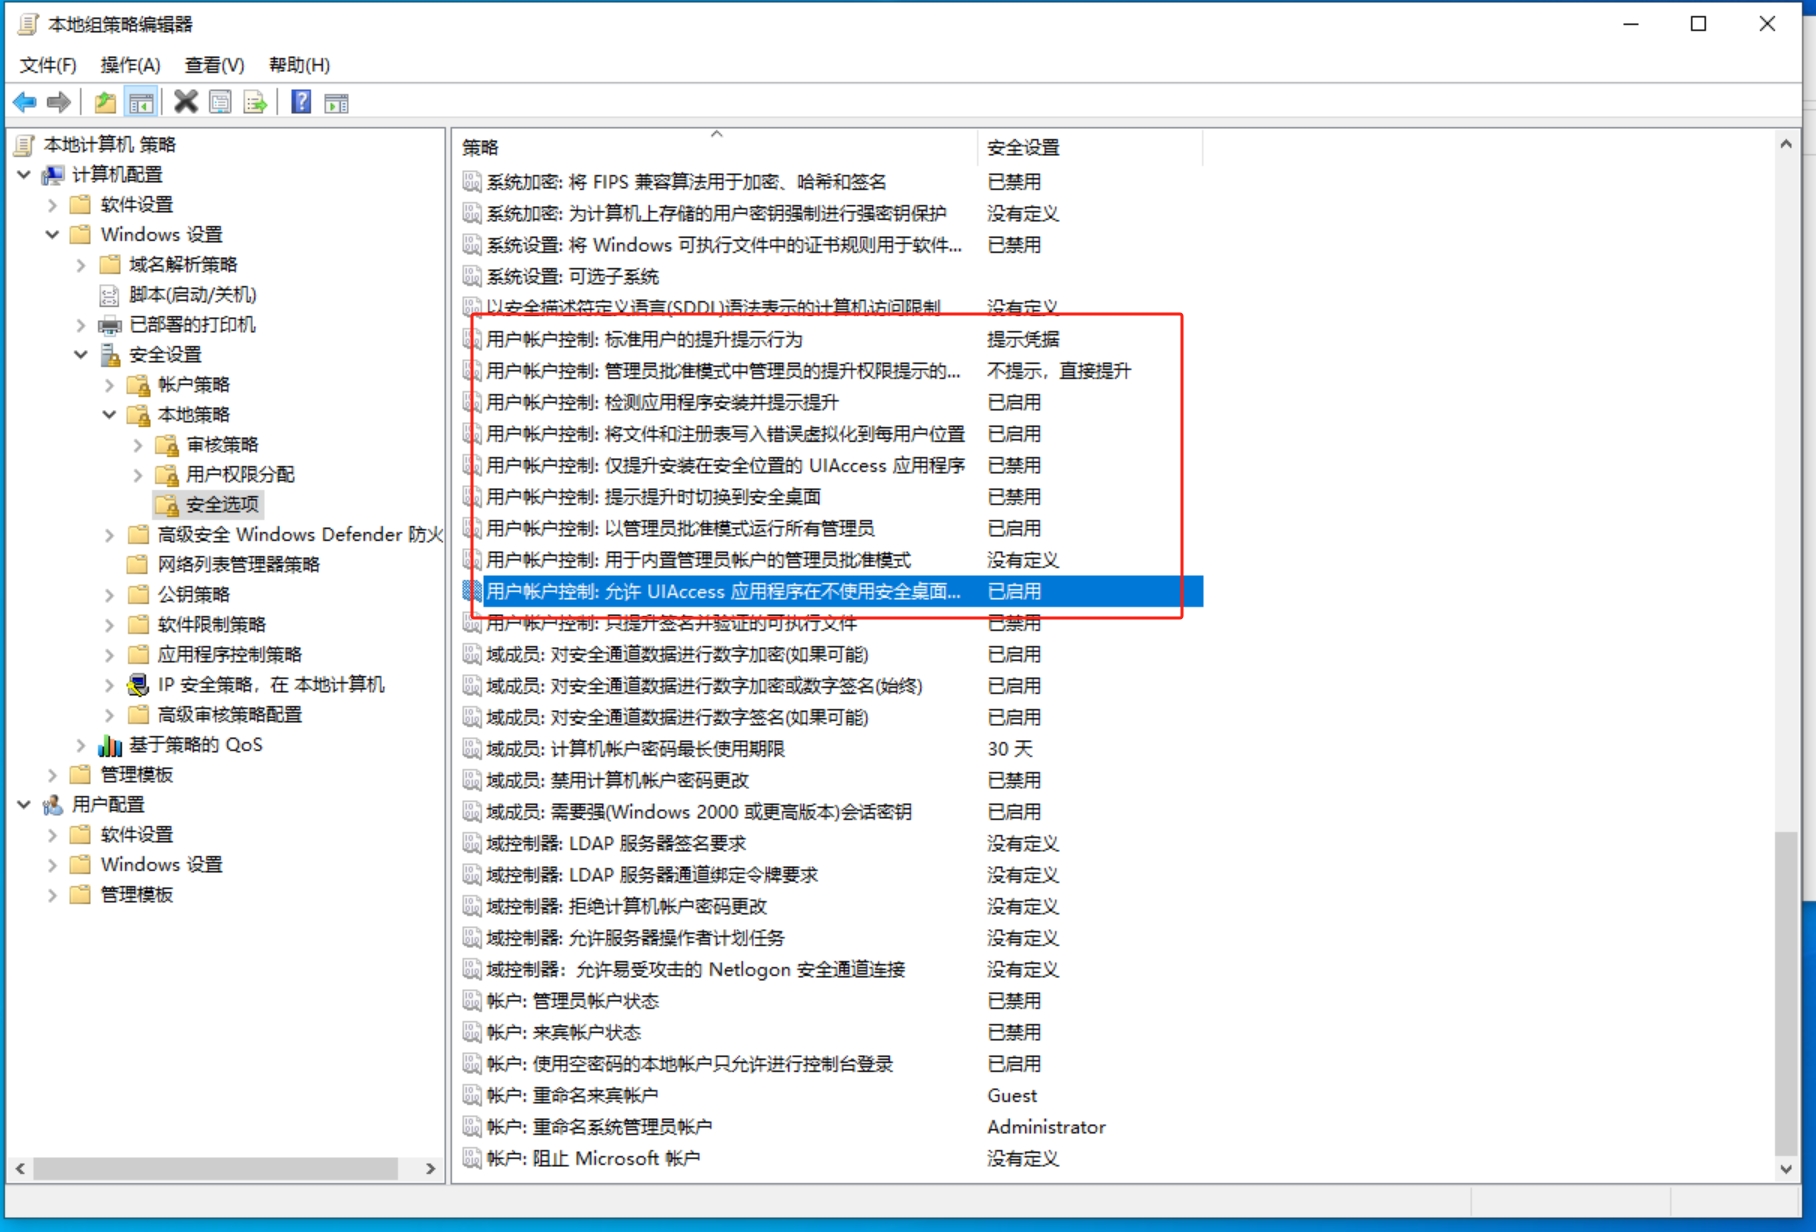 本地组策略编辑器
文件(F) 操作(A) 查看(V) 帮助(H)
本地计算机 策略
计算机配置
软件设置
Windows 设置
域名解析策略
脚本(启动/关机)
已部署的打印机
安全设置
帐户策略
本地策略
审核策略
用户权限分配
安全选项
高级安全 Windows Defender 防火
网络列表管理器策略
公钥策略
软件限制策略
应用程序控制策略
IP 安全策略，在 本地计算机
高级审核策略配置
基于策略的 QoS
管理模板
用户配置
软件设置
Windows 设置
管理模板
策略 安全设置
系统加密: 将 FIPS 兼容算法用于加密、哈希和签名 已禁用
系统加密: 为计算机上存储的用户密钥强制进行强密钥保护 没有定义
系统设置: 将 Windows 可执行文件中的证书规则用于软件... 已禁用
系统设置: 可选子系统
以安全描述符定义语言(SDDL)语法表示的计算机访问限制 没有定义
用户帐户控制: 标准用户的提升提示行为 提示凭据
用户帐户控制: 管理员批准模式中管理员的提升权限提示的... 不提示，直接提升
用户帐户控制: 检测应用程序安装并提示提升 已启用
用户帐户控制: 将文件和注册表写入错误虚拟化到每用户位置 已启用
用户帐户控制: 仅提升安装在安全位置的 UIAccess 应用程序 已禁用
用户帐户控制: 提示提升时切换到安全桌面 已禁用
用户帐户控制: 以管理员批准模式运行所有管理员 已启用
用户帐户控制: 用于内置管理员帐户的管理员批准模式 没有定义
用户帐户控制: 允许 UIAccess 应用程序在不使用安全桌面... 已启用
用户帐户控制: 只提升签名并验证的可执行文件 已禁用
域成员: 对安全通道数据进行数字加密(如果可能) 已启用
域成员: 对安全通道数据进行数字加密或数字签名(始终) 已启用
域成员: 对安全通道数据进行数字签名(如果可能) 已启用
域成员: 计算机帐户密码最长使用期限 30 天
域成员: 禁用计算机帐户密码更改 已禁用
域成员: 需要强(Windows 2000 或更高版本)会话密钥 已启用
域控制器: LDAP 服务器签名要求 没有定义
域控制器: LDAP 服务器通道绑定令牌要求 没有定义
域控制器: 拒绝计算机帐户密码更改 没有定义
域控制器: 允许服务器操作者计划任务 没有定义
域控制器：允许易受攻击的 Netlogon 安全通道连接 没有定义
帐户: 管理员帐户状态 已禁用
帐户: 来宾帐户状态 已禁用
帐户: 使用空密码的本地帐户只允许进行控制台登录 已启用
帐户: 重命名来宾帐户 Guest
帐户: 重命名系统管理员帐户 Administrator
帐户: 阻止 Microsoft 帐户 没有定义